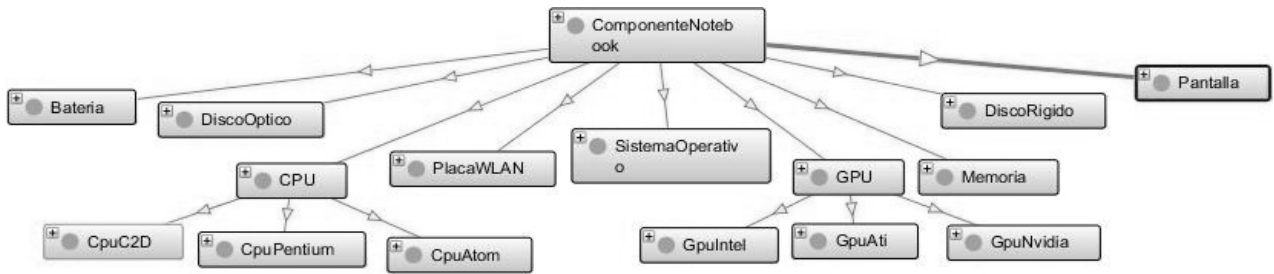 ComponenteNoteb
ook
Pantalla
Bateria
DiscoOptico
DiscoRigido
SistemaOperativ
o
PlacaWLAN
CPU
GPU
Memoria
CpuC2D
CpuPentium
CpuAtom
GpuIntel
GpuAti
GpuNvidia